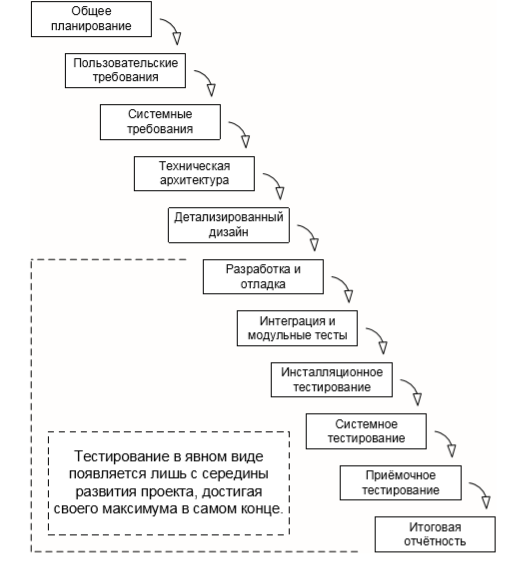 Общее
планирование
Пользовательские
требования
Системные
требования
Техническая
архитектура
Детализированный
дизайн
Разработка и
отладка
Интеграция и
модульные тесты
Инсталляционное
тестирование
Системное
тестирование
Тестирование в явном виде
появляется лишь с середины
развития проекта, достигая
своего максимума в самом конце.
Приёмочное
тестирование
Итоговая
отчётность